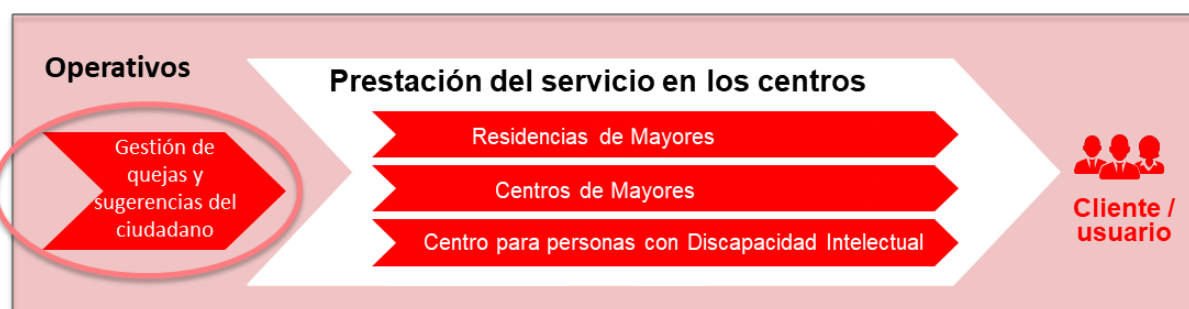 Operativos
Prestación del servicio en los centros
Gestión de
quejas y
sugerencias del
ciudadano
Residencias de Mayores
Centros de Mayores
Centro para personas con Discapacidad Intelectual
Cliente /
usuario